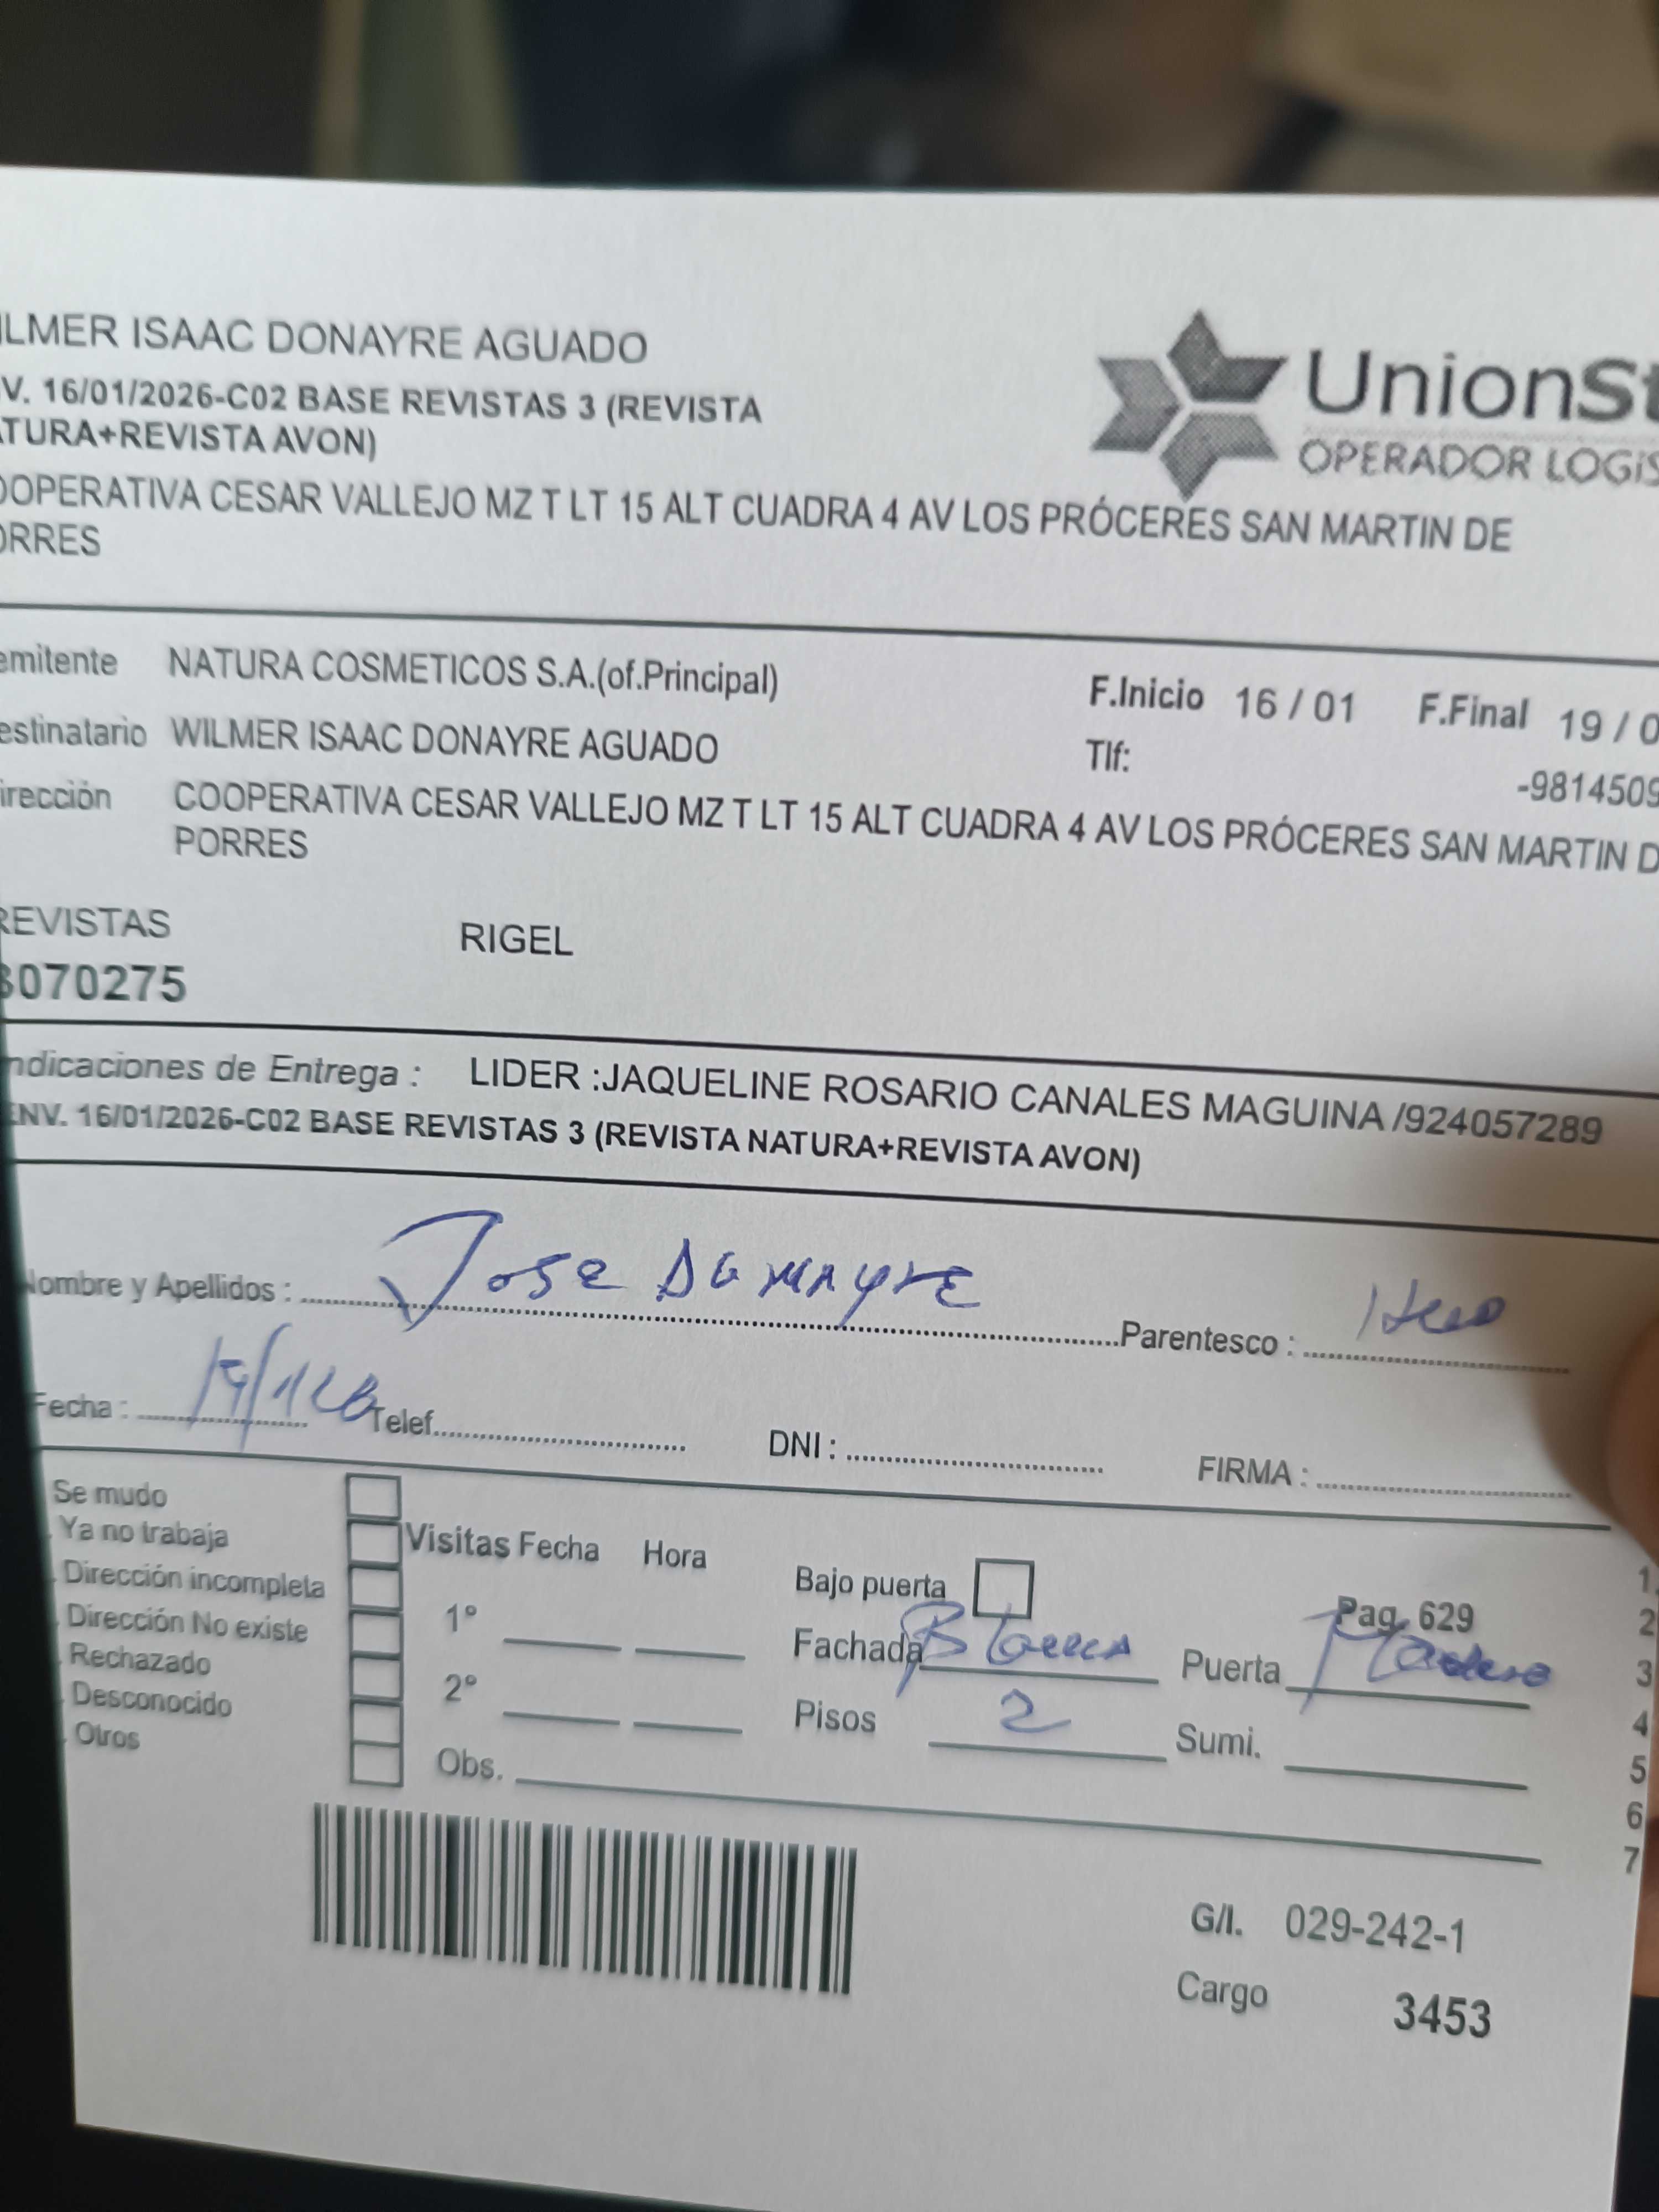 ILMER ISAAC DONAYRE AGUADO
V. 16/01/2026-C02 BASE REVISTAS 3 (REVISTA
ATURA+REVISTA AVON)
OOPERATIVA CESAR VALLEJO MZ T LT 15 ALT CUADRA 4 AV LOS PRÓCERES SAN MARTIN DE
ORRES
UnionSt
OPERADOR LOGIS
emitente NATURA COSMETICOS S.A.(of.Principal)
F.Inicio 16 / 01 F.Final 19 / 0
estinatario WILMER ISAAC DONAYRE AGUADO
Tlf: -9814509
irección COOPERATIVA CESAR VALLEJO MZ T LT 15 ALT CUADRA 4 AV LOS PRÓCERES SAN MARTIN D
PORRES
REVISTAS RIGEL
3070275
ndicaciones de Entrega : LIDER :JAQUELINE ROSARIO CANALES MAGUINA /924057289
ENV. 16/01/2026-C02 BASE REVISTAS 3 (REVISTA NATURA+REVISTA AVON)
Nombre y Apellidos : Jose Parentesco :
Fecha : Telef. DNI : FIRMA :
Se mudo
Ya no trabaja
Dirección incompleta
Dirección No existe
Rechazado
Desconocido
Otros
Visitas Fecha Hora
1°
2°
Obs.
Bajo puerta
Pag. 629
Fachada Blanca Puerta Madera
Pisos 2 Sumi.
1
2
3
4
5
6
7
G/I. 029-242-1
Cargo 3453